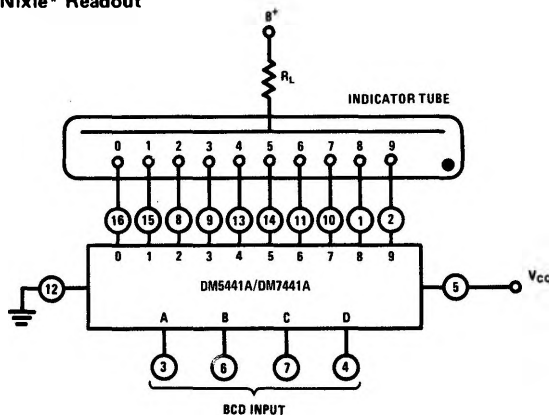 Nixie* Readout
B+
RL
INDICATOR TUBE
0 1 2 3 4 5 6 7 8 9
16 15 8 9 13 14 11 10 1 2
0 1 2 3 4 5 6 7 8 9
12 DM5441A/DM7441A 5 VCC
A B C D
3 6 7 4
BCD INPUT